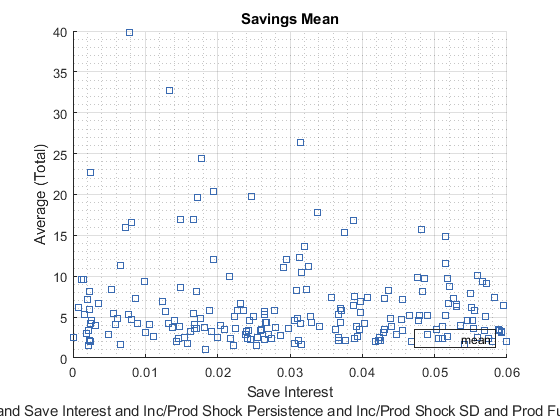 Savings Mean
40
35
30
25
20
15
10
5
0
Average (Total)
mean
0 0.01 0.02 0.03 0.04 0.05 0.06
Save Interest
and Save Interest and Inc/Prod Shock Persistence and Inc/Prod Shock SD and Prod Fu